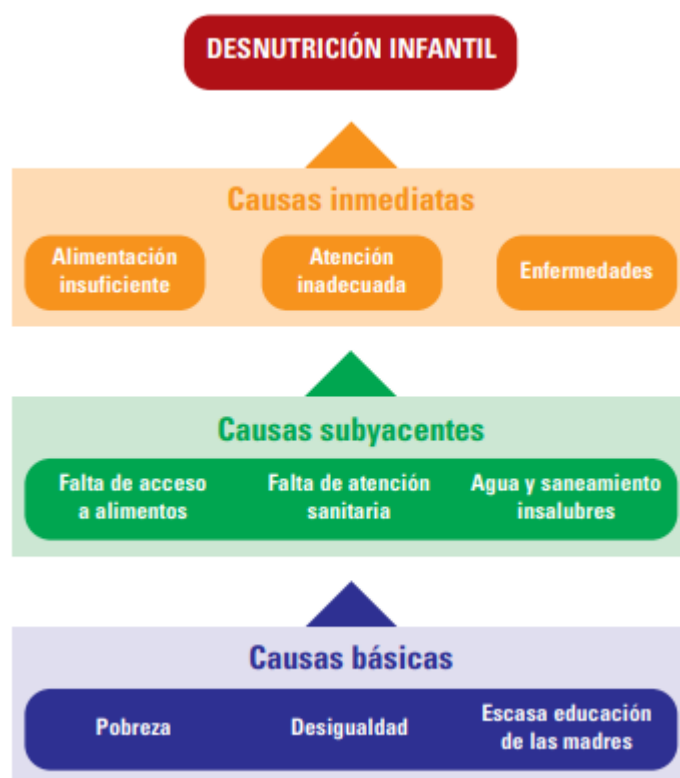 DESNUTRICIÓN INFANTIL
Causas inmediatas
Alimentación
insuficiente
Atención
inadecuada
Enfermedades
Causas subyacentes
Falta de acceso
a alimentos
Falta de atención
sanitaria
Agua y saneamiento
insalubres
Causas básicas
Pobreza
Desigualdad
Escasa educación
de las madres